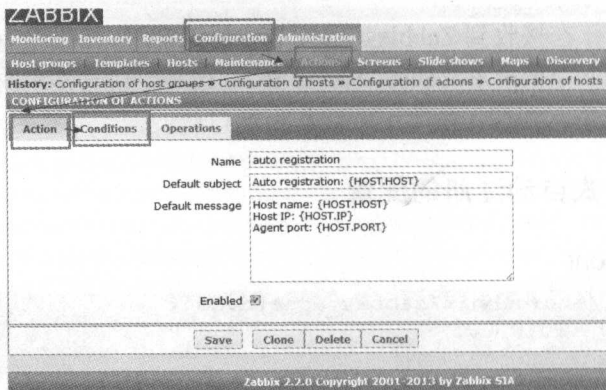 ZABBIX
Monitoring Inventory Reports Configuration Administration
Host groups Templates Hosts Maintenance Actions Screens Slide shows Maps Discovery
History: Configuration of host groups » Configuration of hosts » Configuration of actions » Configuration of hosts
CONFIGURATION OF ACTIONS
Action Conditions Operations
Name auto registration
Default subject Auto registration: {HOST.HOST}
Default message Host name: {HOST.HOST}
Host IP: {HOST.IP}
Agent port: {HOST.PORT}
Enabled
Save Clone Delete Cancel
Zabbix 2.2.0 Copyright 2001-2013 by Zabbix SIA